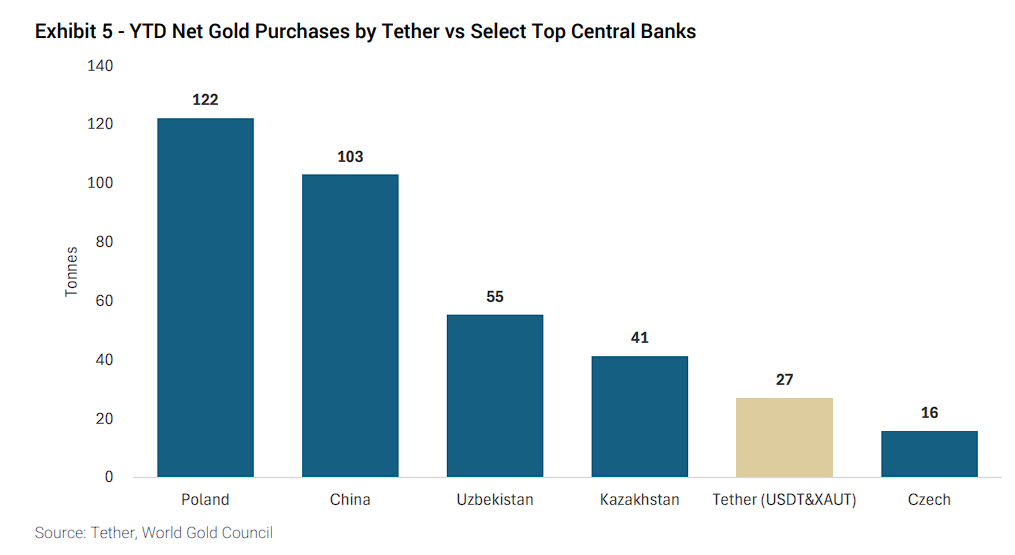 Exhibit 5 - YTD Net Gold Purchases by Tether vs Select Top Central Banks
140
120
100
80
60
40
20
0
Tonnes
122
103
55
41
27
16
Poland
China
Uzbekistan
Kazakhstan
Tether (USDT&XAUT)
Czech
Source: Tether, World Gold Council